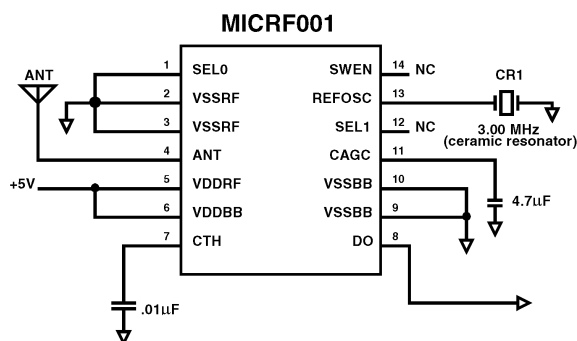 MICRF001
ANT
1 SEL0
2 VSSRF
3 VSSRF
4 ANT
+5V
5 VDDRF
6 VDDBB
7 CTH
.01µF
SWEN 14 NC
REFOSC 13
SEL1 12 NC
CAGC 11
VSSBB 10
VSSBB 9
DO 8
CR1
3.00 MHz
(ceramic resonator)
4.7µF